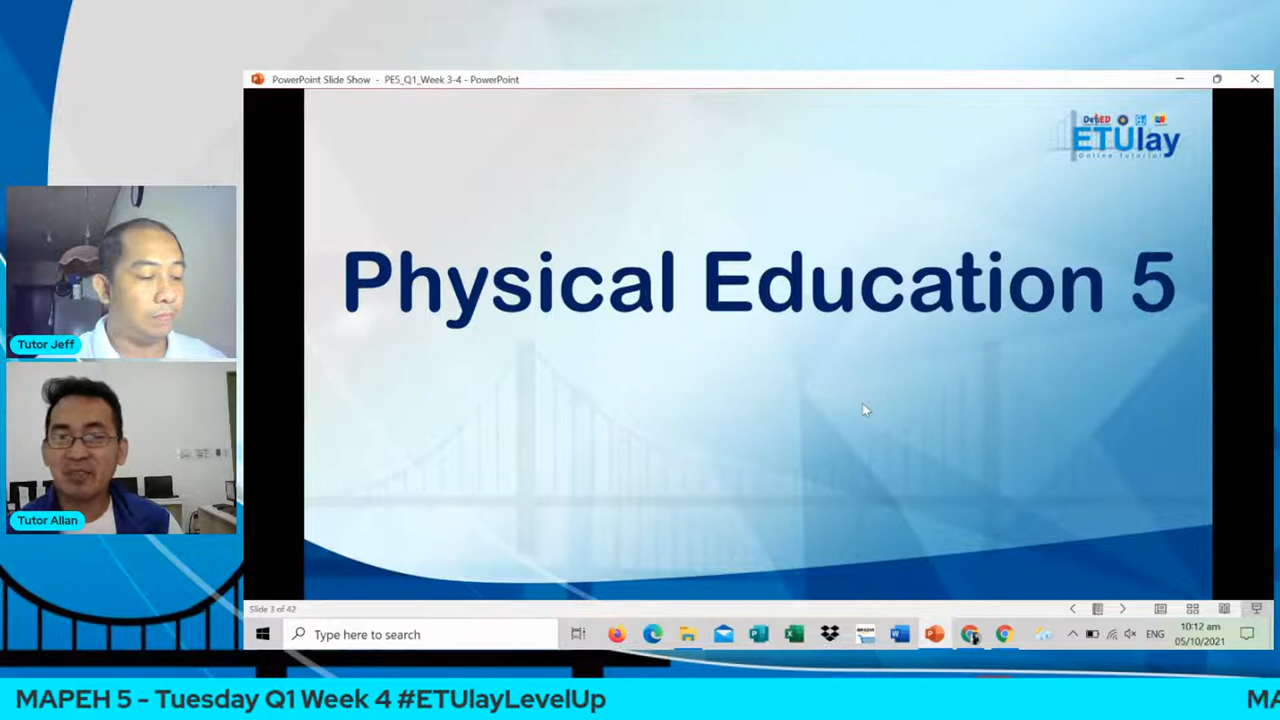 PowerPoint Slide Show - PE5_Q1_Week 3-4 - PowerPoint
DepED
ETUlay
Online Tutorial
Physical Education 5
Tutor Jeff
Tutor Allan
Slide 3 of 42
Type here to search
ENG
10:12 am
05/10/2021
MAPEH 5 - Tuesday Q1 Week 4 #ETUlayLevelUp
MA